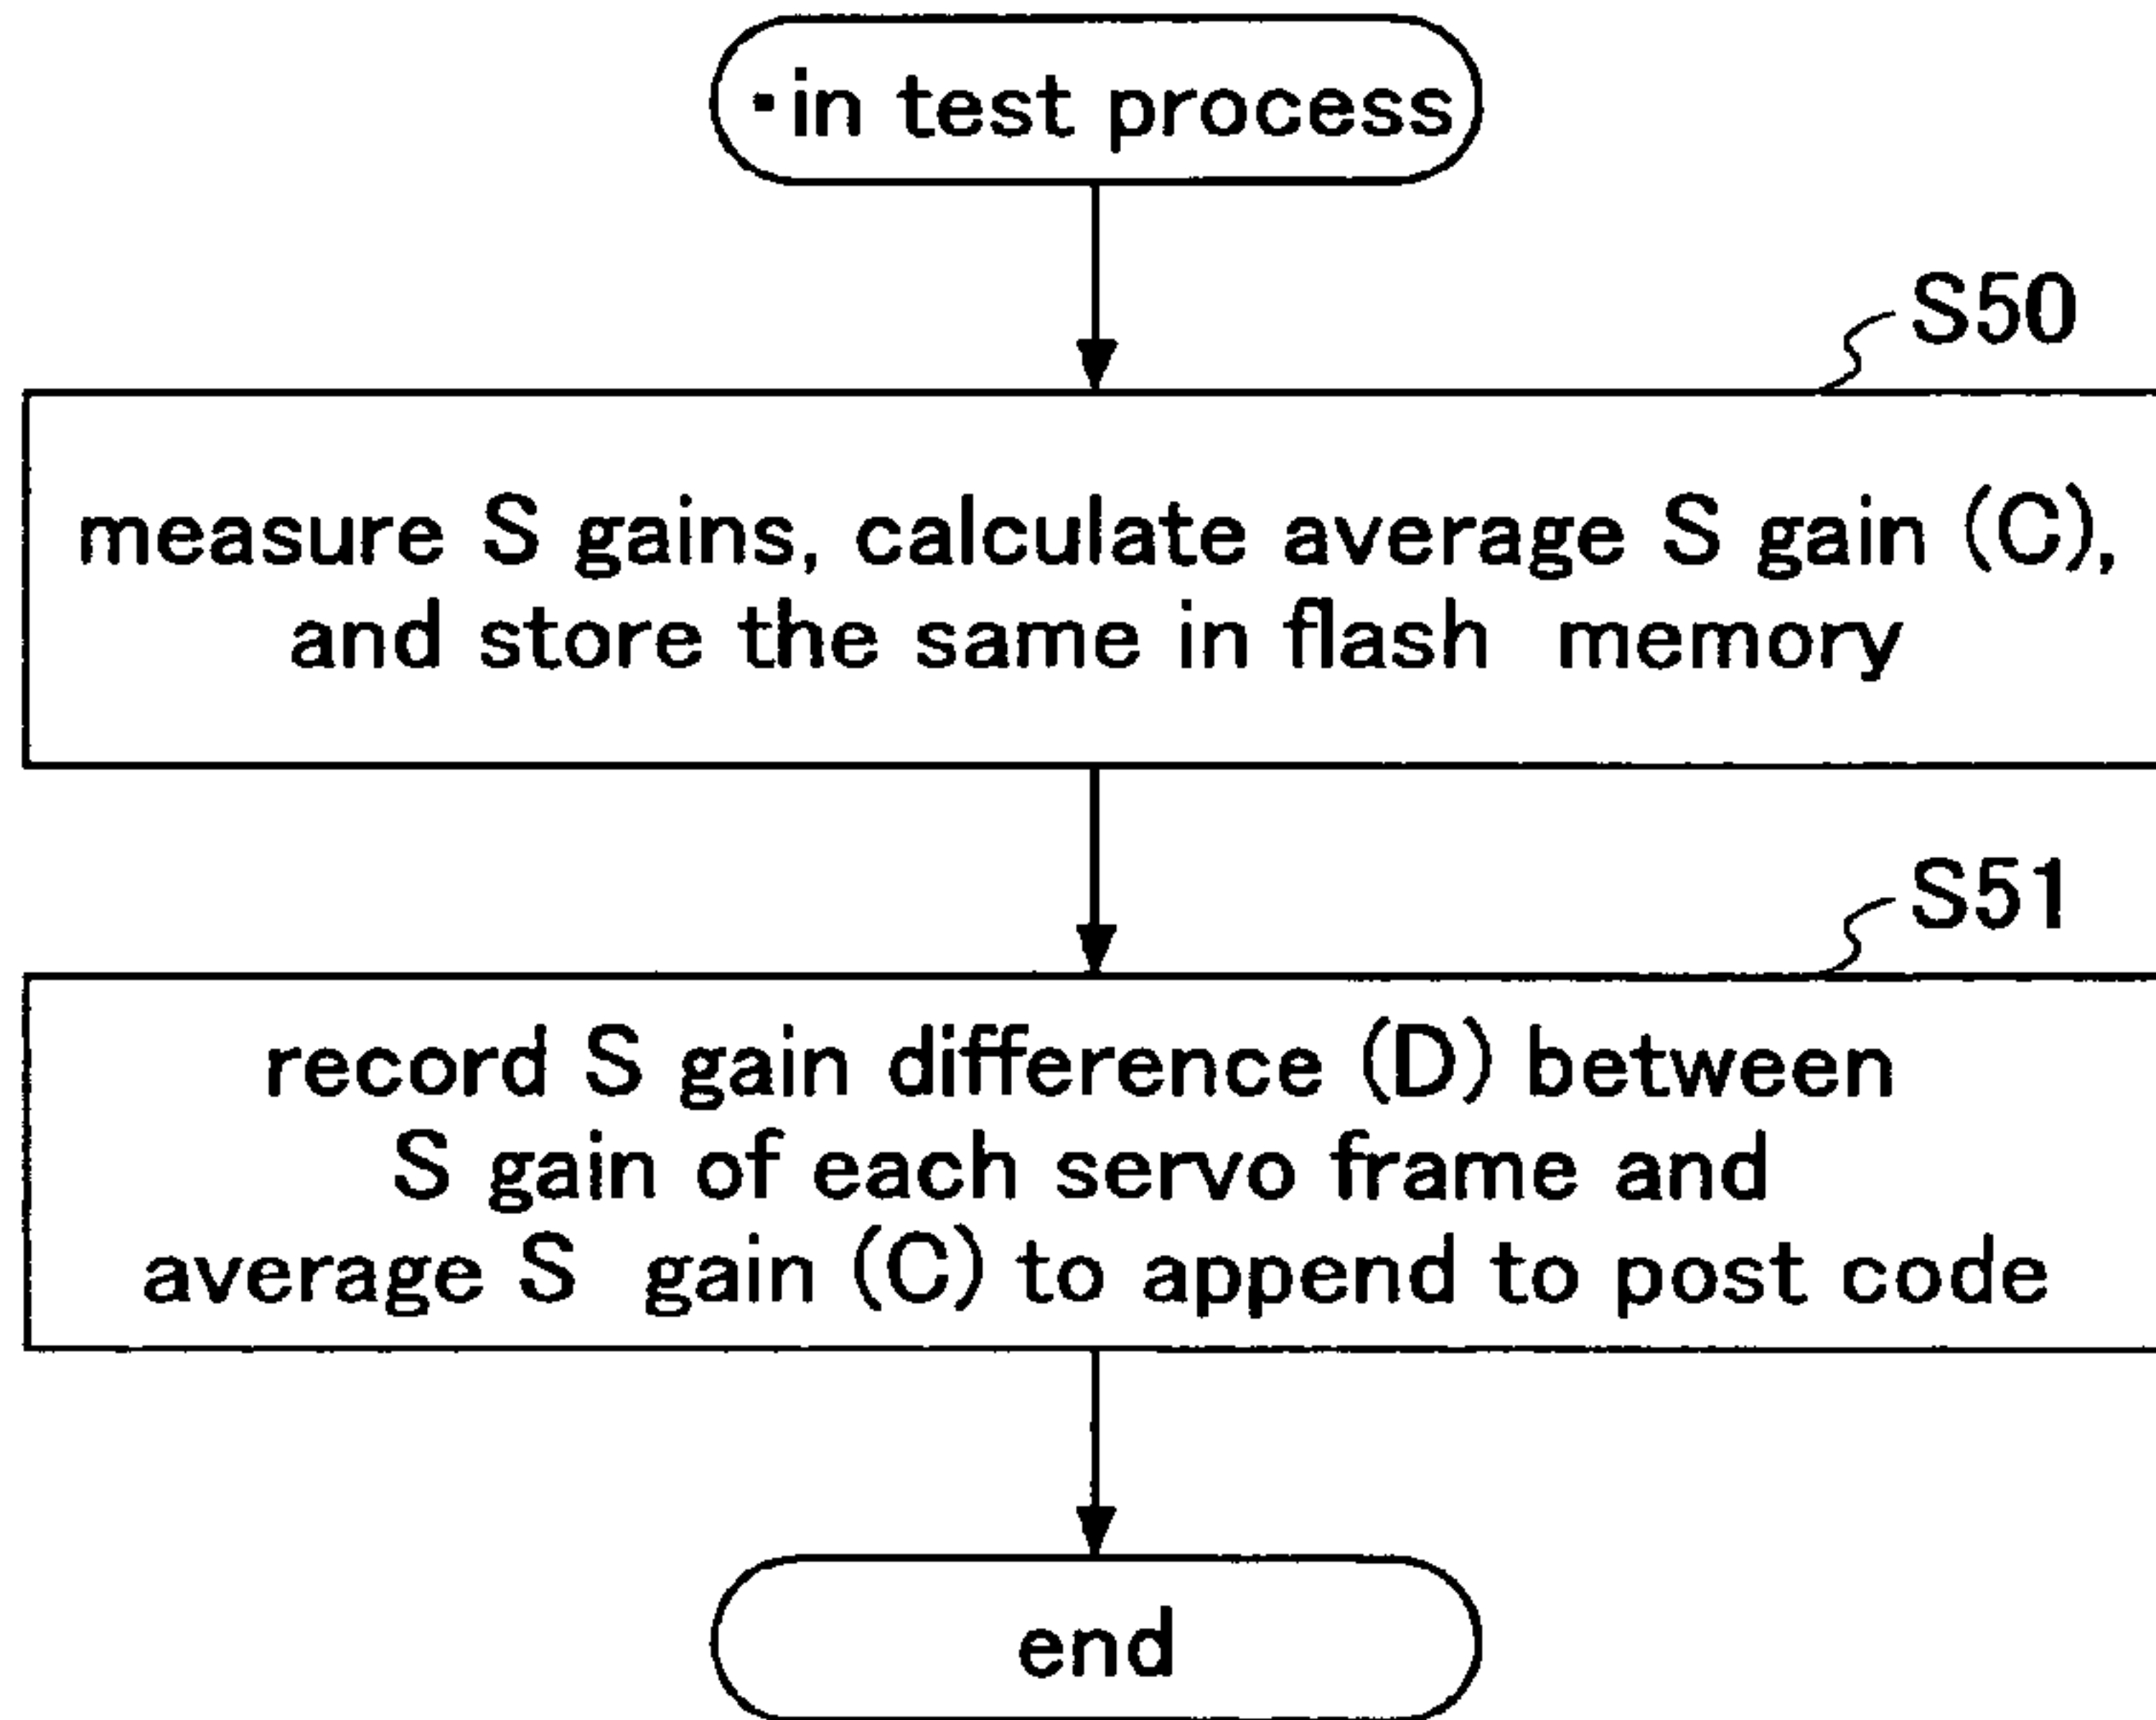 ·in test process
S50
measure S gains, calculate average S gain (C),
and store the same in flash memory
S51
record S gain difference (D) between
S gain of each servo frame and
average S gain (C) to append to post code
end